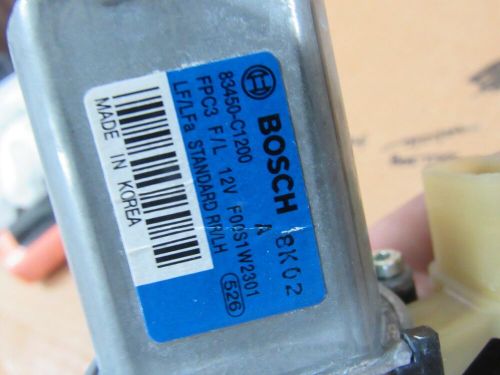 BOSCH
8K02
83450-C1200 A
FPC3 F/L 12V F00S1W2301
LF/LFa STANDARD RR/LH 526
MADE IN KOREA